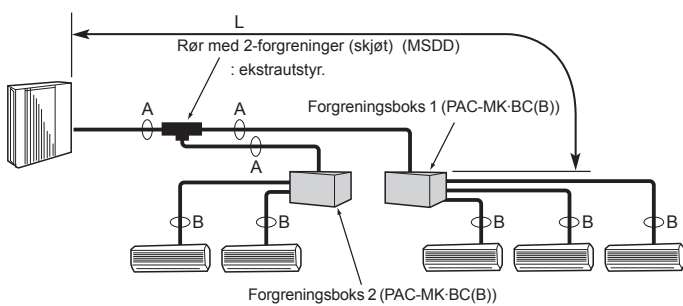 L
Rør med 2-forgreninger (skjøt) (MSDD)
: ekstrautstyr.
A
A
Forgreningsboks 1 (PAC-MK·BC(B))
A
B
B
B
B
B
Forgreningsboks 2 (PAC-MK·BC(B))